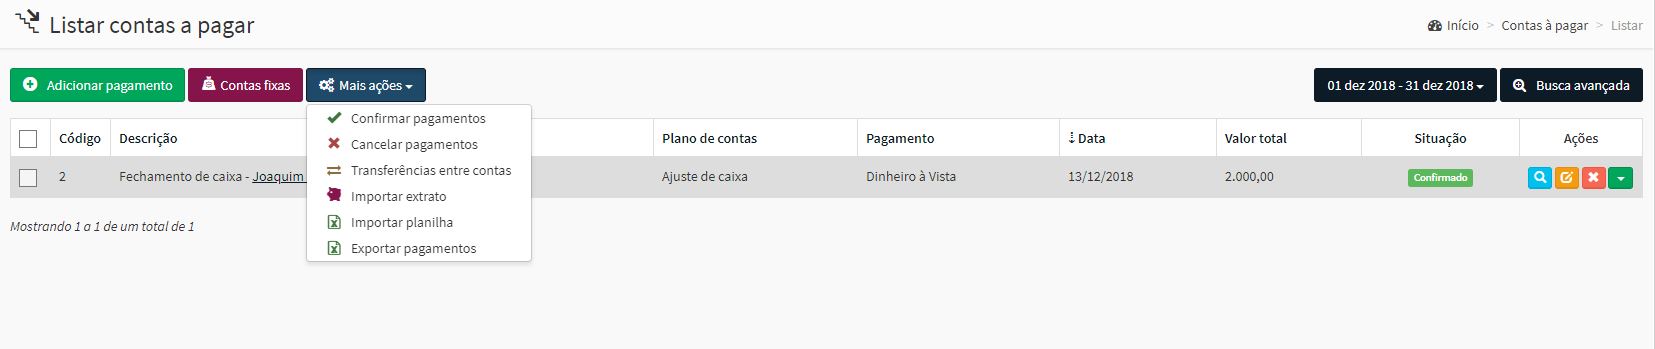 Listar contas a pagar
Início > Contas à pagar > Listar
Adicionar pagamento
Contas fixas
Mais ações
01 dez 2018 - 31 dez 2018
Busca avançada
Confirmar pagamentos
Cancelar pagamentos
Transferências entre contas
Importar extrato
Importar planilha
Exportar pagamentos
Código Descrição Plano de contas Pagamento Data Valor total Situação Ações
2 Fechamento de caixa - Joaquim Ajuste de caixa Dinheiro à Vista 13/12/2018 2.000,00 Confirmado
Mostrando 1 a 1 de um total de 1